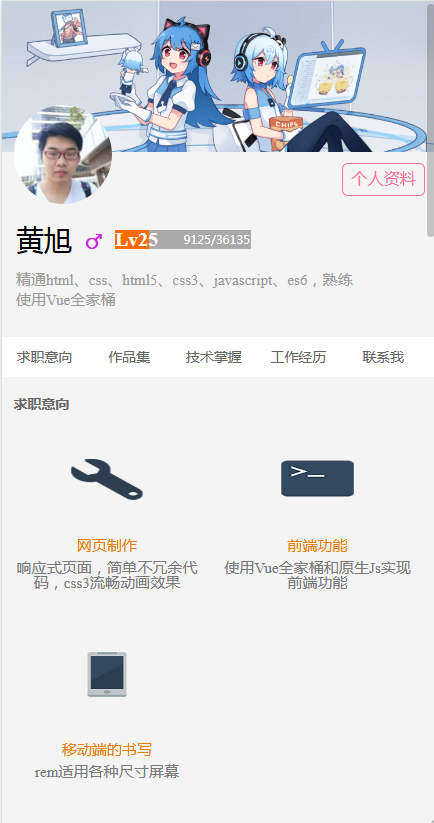 CHIPS
个人资料
黄旭
Lv25 9125/36135
精通html、css、html5、css3、javascript、es6，熟练
使用Vue全家桶
求职意向 作品集 技术掌握 工作经历 联系我
求职意向
>_
网页制作 前端功能
响应式页面，简单不冗余代 使用Vue全家桶和原生Js实现
码，css3流畅动画效果 前端功能
移动端的书写
rem适用各种尺寸屏幕